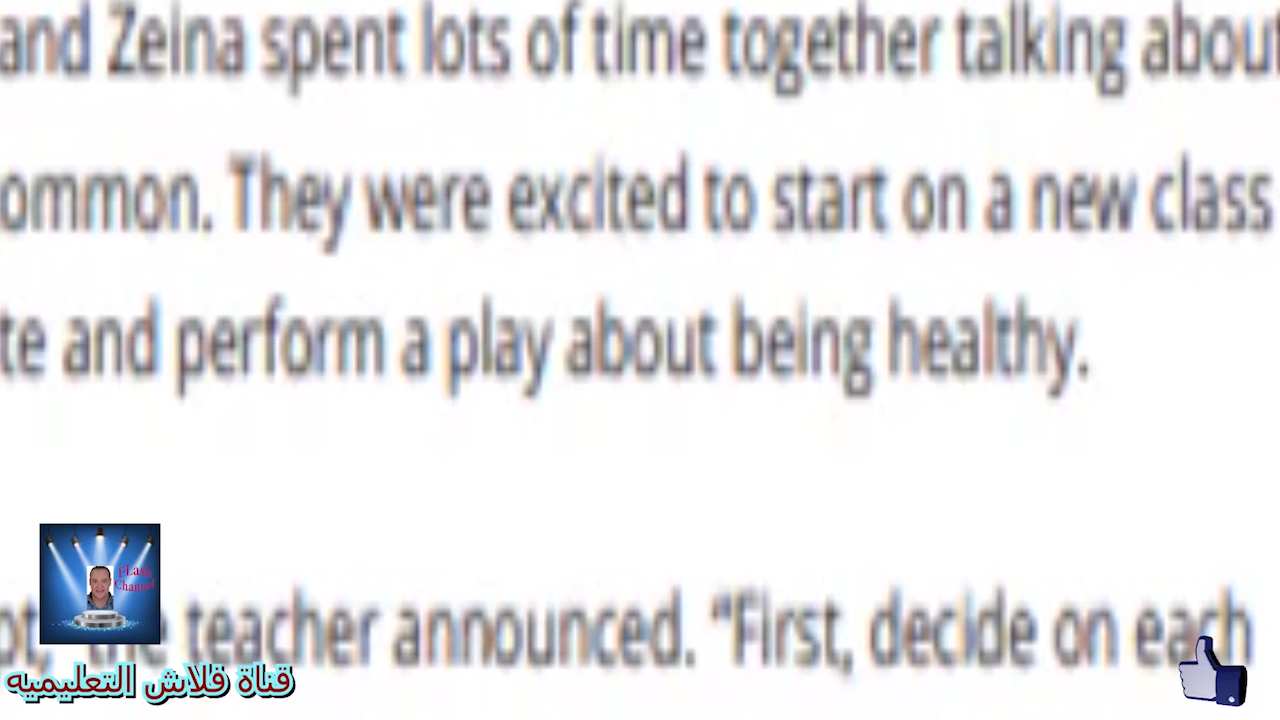 and Zeina spent lots of time together talking about
ommon. They were excited to start on a new class
te and perform a play about being healthy.
teacher announced. “First, decide on each
FLash
Channel
قناة فلاش التعليميه